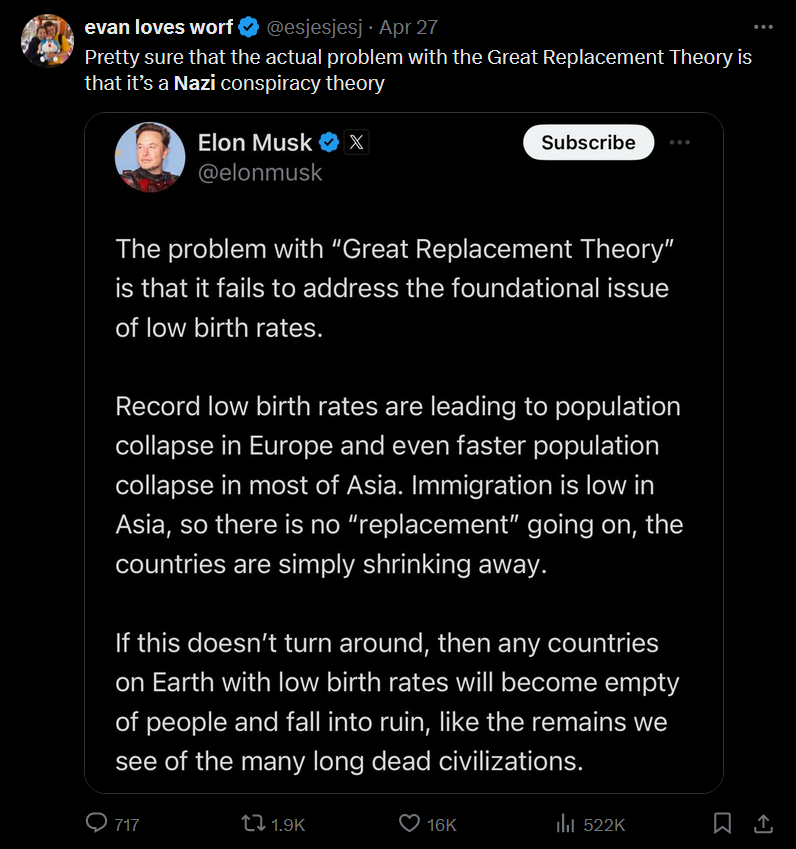 evan loves worf @esjesjesj · Apr 27
Pretty sure that the actual problem with the Great Replacement Theory is
that it’s a Nazi conspiracy theory
Elon Musk X
Subscribe
@elonmusk
The problem with “Great Replacement Theory”
is that it fails to address the foundational issue
of low birth rates.
Record low birth rates are leading to population
collapse in Europe and even faster population
collapse in most of Asia. Immigration is low in
Asia, so there is no “replacement” going on, the
countries are simply shrinking away.
If this doesn’t turn around, then any countries
on Earth with low birth rates will become empty
of people and fall into ruin, like the remains we
see of the many long dead civilizations.
717 1.9K 16K 522K